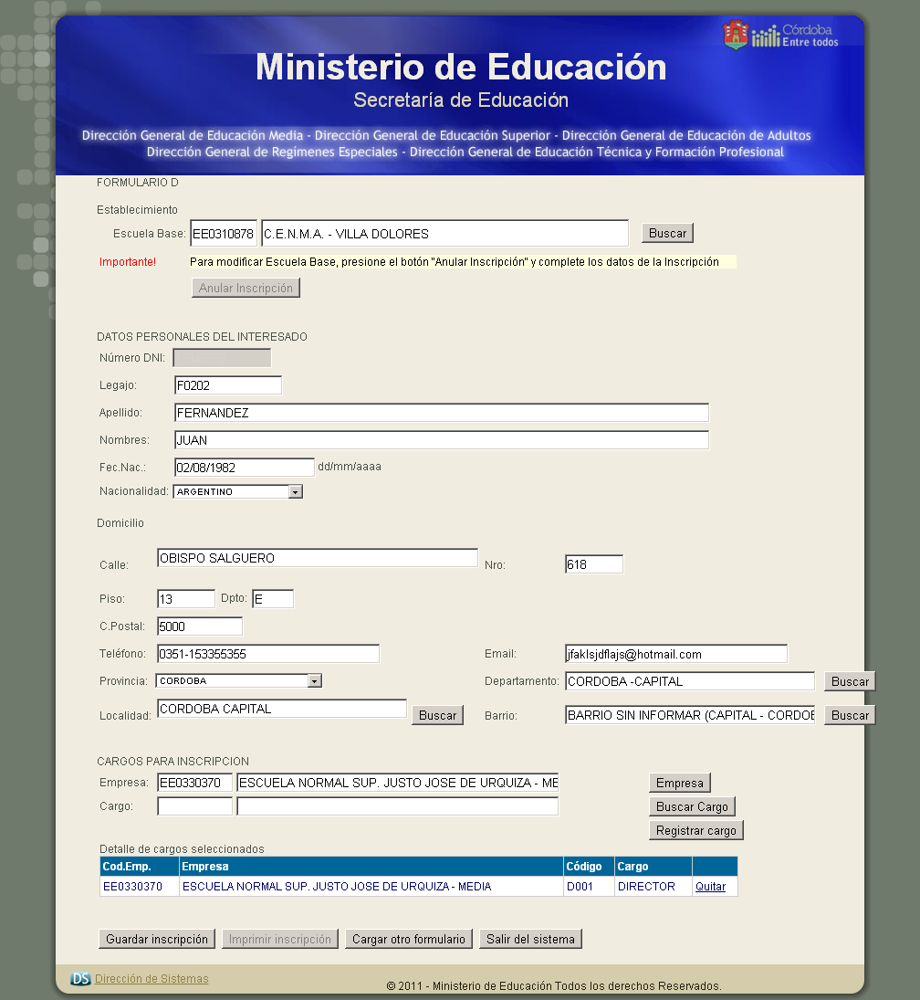 Córdoba
Entre todos
Ministerio de Educación
Secretaría de Educación
Dirección General de Educación Media - Dirección General de Educación Superior - Dirección General de Educación de Adultos
Dirección General de Regímenes Especiales - Dirección General de Educación Técnica y Formación Profesional
FORMULARIO D
Establecimiento
Escuela Base: EE0310878 C.E.N.M.A. - VILLA DOLORES Buscar
Importante! Para modificar Escuela Base, presione el botón "Anular Inscripción" y complete los datos de la Inscripción
Anular Inscripción
DATOS PERSONALES DEL INTERESADO
Número DNI:
Legajo: F0202
Apellido: FERNANDEZ
Nombres: JUAN
Fec.Nac.: 02/08/1982 dd/mm/aaaa
Nacionalidad: ARGENTINO
Domicilio
Calle: OBISPO SALGUERO Nro: 618
Piso: 13 Dpto: E
C.Postal: 5000
Teléfono: 0351-153355355 Email: jfaklsjdflajs@hotmail.com
Provincia: CORDOBA Departamento: CORDOBA -CAPITAL Buscar
Localidad: CORDOBA CAPITAL Buscar Barrio: BARRIO SIN INFORMAR (CAPITAL - CORDOB Buscar
CARGOS PARA INSCRIPCION
Empresa: EE0330370 ESCUELA NORMAL SUP. JUSTO JOSE DE URQUIZA - ME Empresa
Cargo: Buscar Cargo
Registrar cargo
Detalle de cargos seleccionados
Cod.Emp. Empresa Código Cargo
EE0330370 ESCUELA NORMAL SUP. JUSTO JOSE DE URQUIZA - MEDIA D001 DIRECTOR Quitar
Guardar inscripción Imprimir inscripción Cargar otro formulario Salir del sistema
DS Dirección de Sistemas
© 2011 - Ministerio de Educación Todos los derechos Reservados.